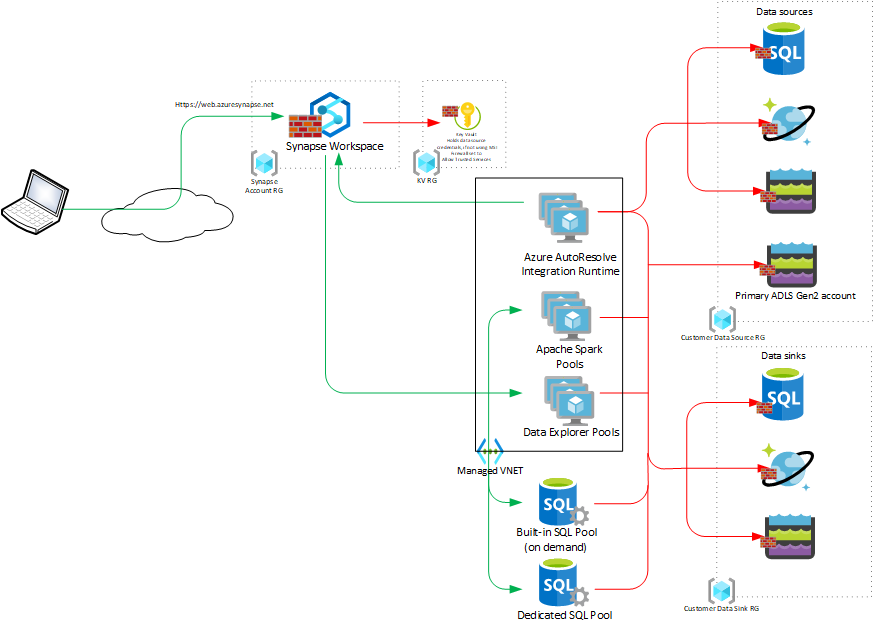 Data sources
SQL
Https://web.azuresynapse.net
Synapse Workspace
Key Vault
Holds data source
credentials, if not using MSI
Firewall set to
Allow Trusted Services
Synapse
Account RG
KV RG
Azure AutoResolve
Integration Runtime
Primary ADLS Gen2 account
Customer Data Source RG
Apache Spark
Pools
Data sinks
SQL
Data Explorer Pools
Managed VNET
SQL
Built-in SQL Pool
(on demand)
SQL
Dedicated SQL Pool
Customer Data Sink RG